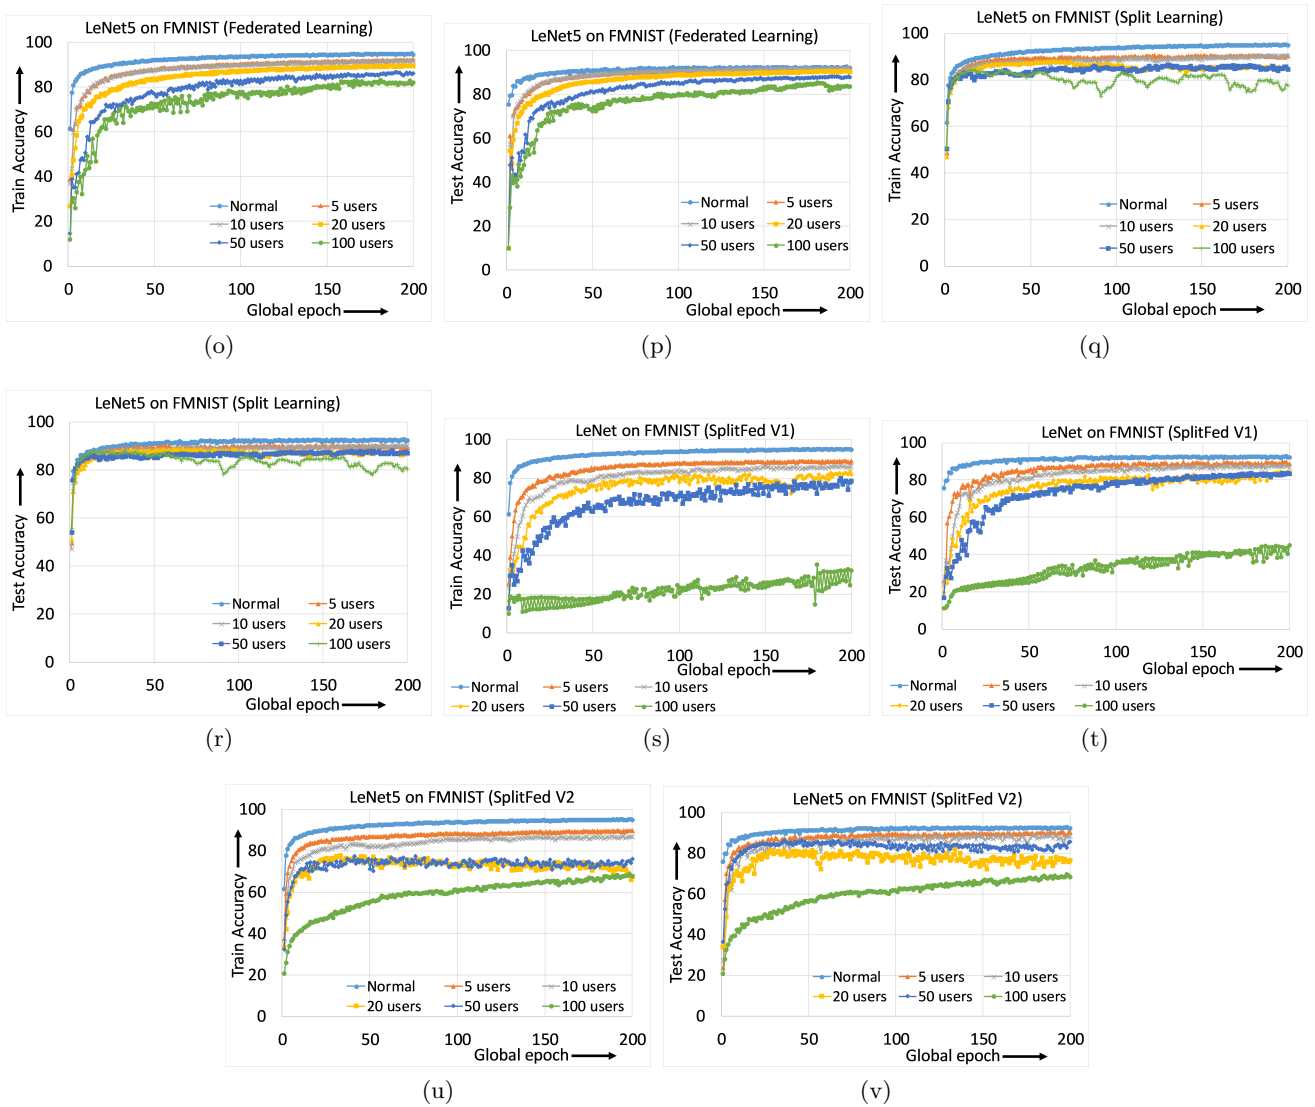 LeNet5 on FMNIST (Federated Learning)
100
80
60
40
20
0
Train Accuracy
Normal 5 users
10 users 20 users
50 users 100 users
0 50 100 150 200
Global epoch
(o)
LeNet5 on FMNIST (Federated Learning)
100
80
60
40
20
0
Test Accuracy
Normal 5 users
10 users 20 users
50 users 100 users
0 50 100 150 200
Global epoch
(p)
LeNet5 on FMNIST (Split Learning)
100
80
60
40
20
0
Train Accuracy
Normal 5 users
10 users 20 users
50 users 100 users
0 50 100 150 200
Global epoch
(q)
LeNet5 on FMNIST (Split Learning)
100
80
60
40
20
0
Test Accuracy
Normal 5 users
10 users 20 users
50 users 100 users
0 50 100 150 200
Global epoch
(r)
LeNet on FMNIST (SplitFed V1)
100
80
60
40
20
0
Train Accuracy
0 50 100 150 200
Global epoch
Normal 5 users 10 users
20 users 50 users 100 users
(s)
LeNet on FMNIST (SplitFed V1)
100
80
60
40
20
0
Test Accuracy
0 50 100 150 200
Global epoch
Normal 5 users 10 users
20 users 50 users 100 users
(t)
LeNet5 on FMNIST (SplitFed V2
100
80
60
40
20
0
Train Accuracy
Normal 5 users 10 users
20 users 50 users 100 users
0 50 100 150 200
Global epoch
(u)
LeNet5 on FMNIST (SplitFed V2)
100
80
60
40
20
0
Test Accuracy
Normal 5 users 10 users
20 users 50 users 100 users
0 50 100 150 200
Global epoch
(v)